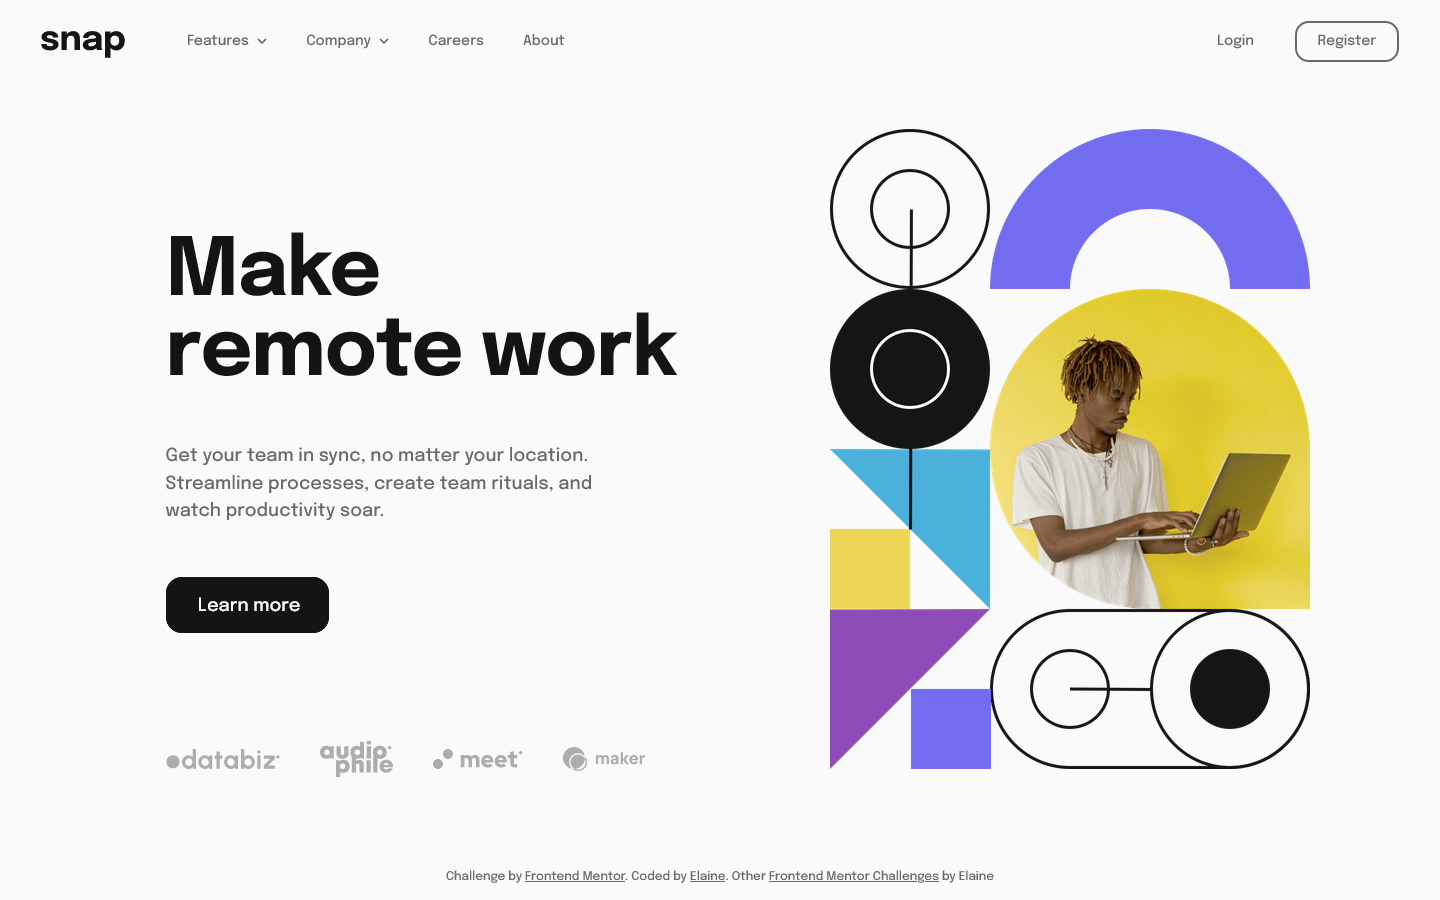 snap
Features
Company
Careers
About
Login
Register
Make
remote work
Get your team in sync, no matter your location.
Streamline processes, create team rituals, and
watch productivity soar.
Learn more
databiz
audio
phile
meet
maker
Challenge by Frontend Mentor. Coded by Elaine. Other Frontend Mentor Challenges by Elaine